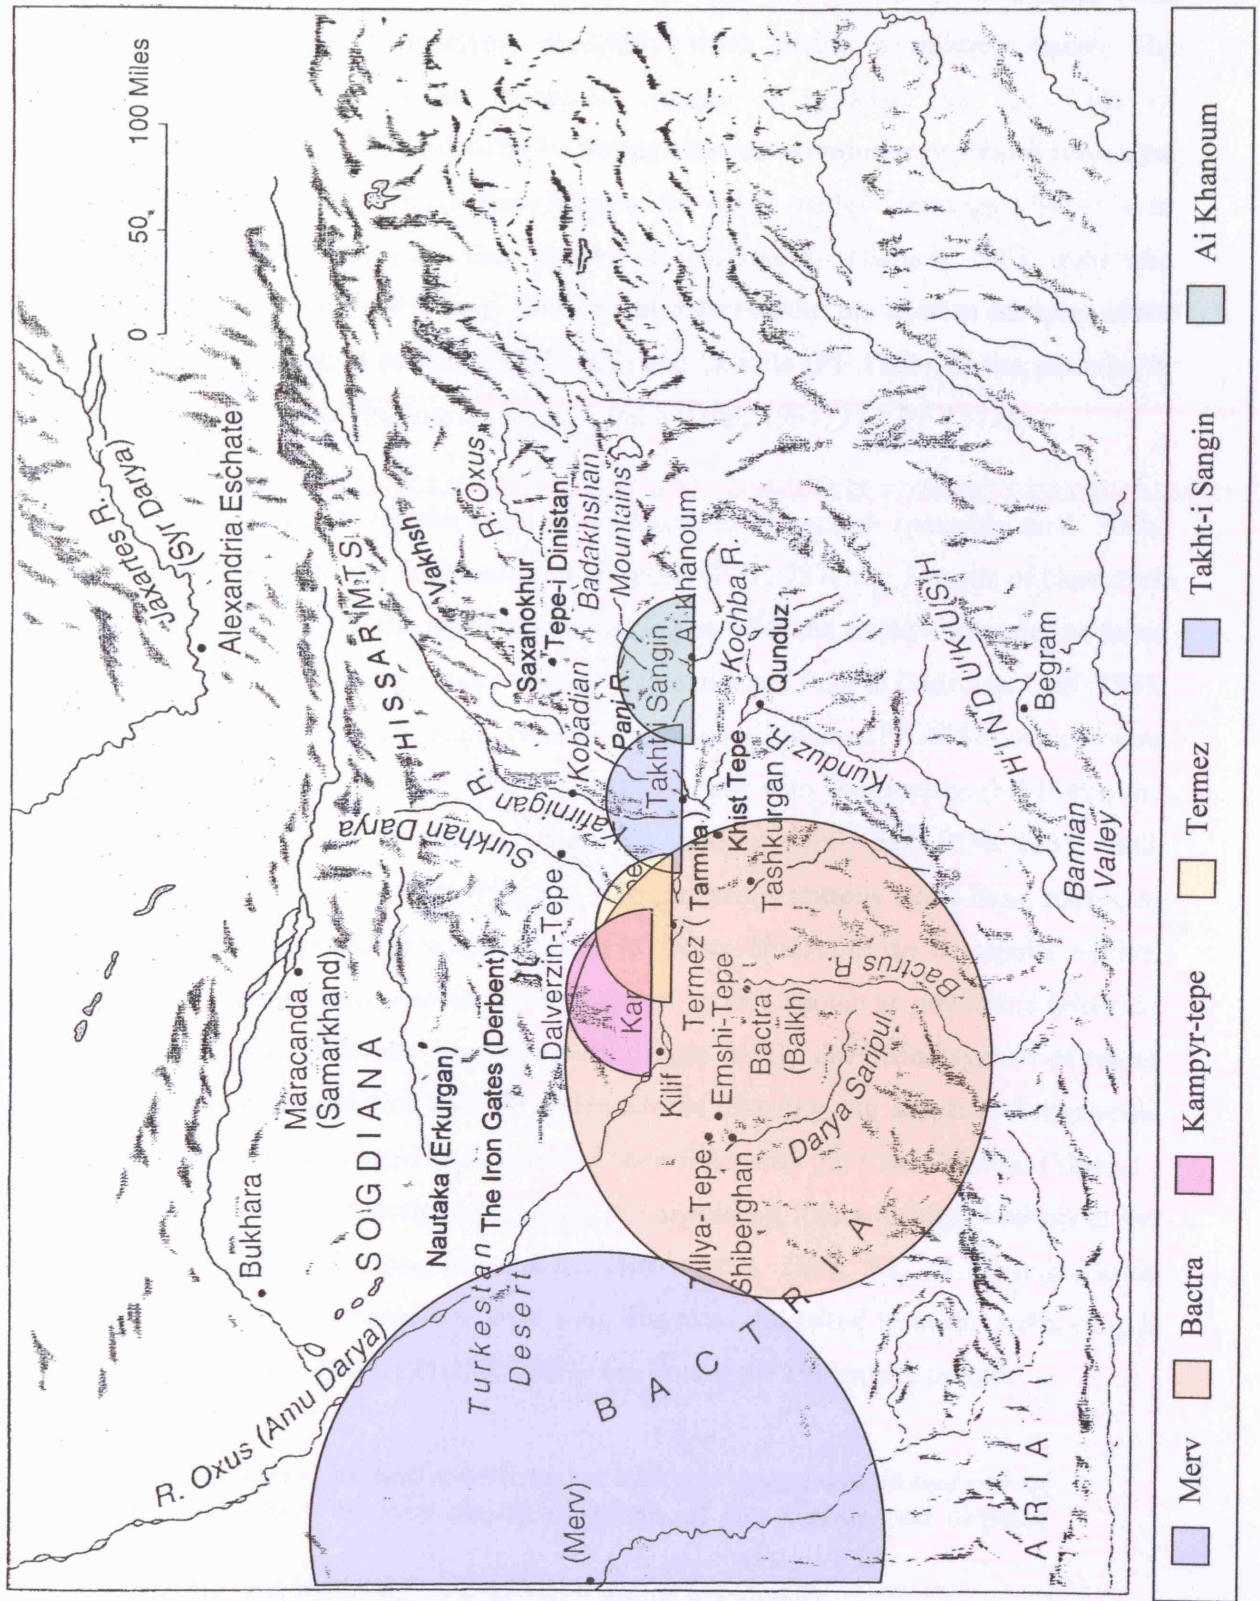 0 50 100 Miles
Jaxartes R.
(Syr Darya)
Alexandria Eschate
Maracanda
(Samarkhand)
Bukhara
SOGDIANA
HISSAR MTS
Vakhsh
R. Oxus
R. Oxus (Amu Darya)
Nautaka (Erkurgan)
The Iron Gates (Derbent)
Surkhan Darya
Kafirnigan R.
Saxanokhur
Tepe-i Dinistan
Kobadian
Badakhshan
Mountains
Dalverzin-Tepe
Panj R.
Turkestan
Desert
Takht-i Sangin
Ai Khanoum
Kochba R.
(Merv)
BACTRIA
Kilif
Termez (Tarmita)
Khist Tepe
Qunduz
Tillya-Tepe
Emshi-Tepe
Shiberghan
Bactra
(Balkh)
Tashkurgan
Kunduz R.
Bactrus R.
Darya Saripul
HINDU KUSH
Begram
Bamian
Valley
ARIA
Merv
Bactra
Kampyr-tepe
Termez
Takht-i Sangin
Ai Khanoum